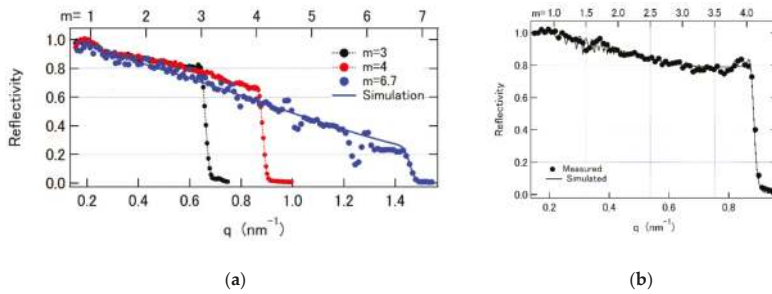 m= 1 2 3 4 5 6 7
1.0
0.8
0.6
0.4
0.2
0.0
Reflectivity
m=3
m=4
m=6.7
Simulation
0.2 0.4 0.6 0.8 1.0 1.2 1.4
q (nm⁻¹)
(a)
m= 1.0 1.5 2.0 2.5 3.0 3.5 4.0
1.0
0.8
0.6
0.4
0.2
0.0
Reflectivity
Measured
Simulated
0.2 0.4 0.6 0.8
q (nm⁻¹)
(b)